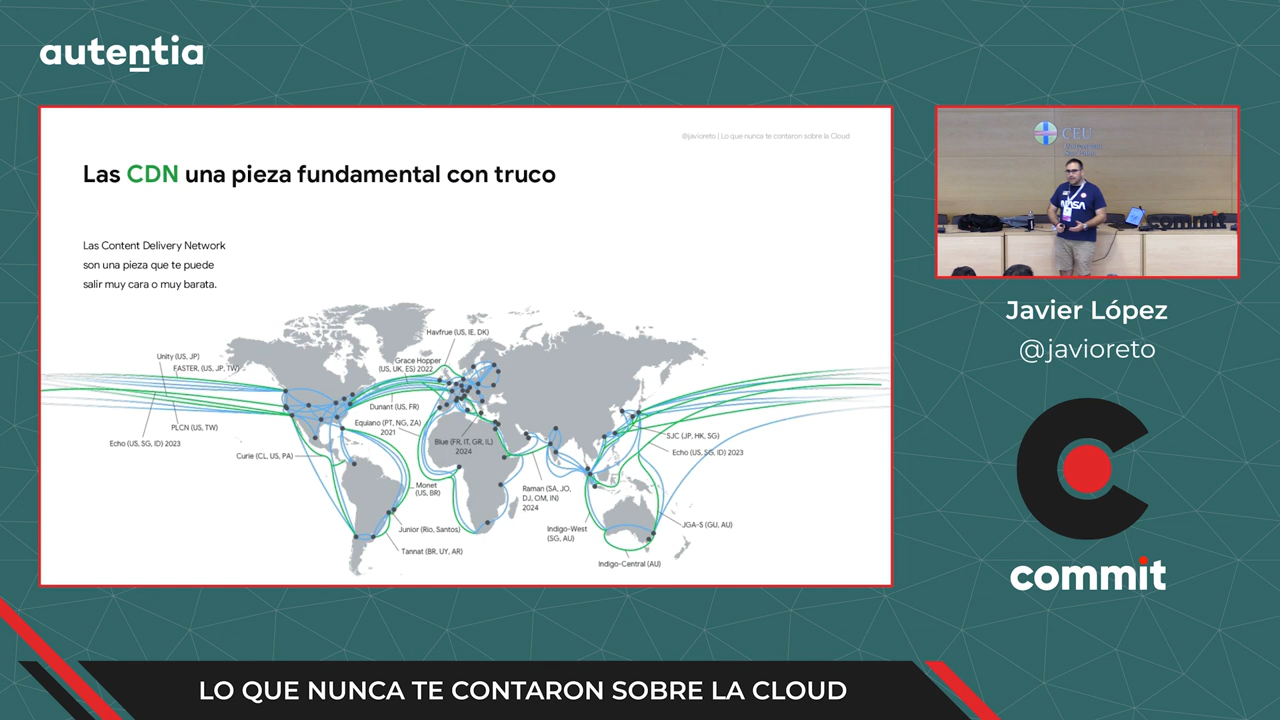 autentia
@javioreto | Lo que nunca te contaron sobre la Cloud
Las CDN una pieza fundamental con truco
Las Content Delivery Network
son una pieza que te puede
salir muy cara o muy barata.
Havfrue (US, IE, DK)
Unity (US, JP)
FASTER, (US, JP, TW)
Grace Hopper
(US, UK, ES) 2022
Dunant (US, FR)
PLCN (US, TW)
Equiano (PT, NG, ZA)
2021
Echo (US, SG, ID) 2023
Blue (FR, IT, GR, IL)
2024
SJC (JP, HK, SG)
Echo (US, SG, ID) 2023
Curie (CL, US, PA)
Monet
(US, BR)
Raman (SA, JO,
DJ, OM, IN)
2024
Junior (Rio, Santos)
Indigo-West
(SG, AU)
JGA-S (GU, AU)
Tannat (BR, UY, AR)
Indigo-Central (AU)
CEU
NASA
commit
Javier López
@javioreto
commit
LO QUE NUNCA TE CONTARON SOBRE LA CLOUD